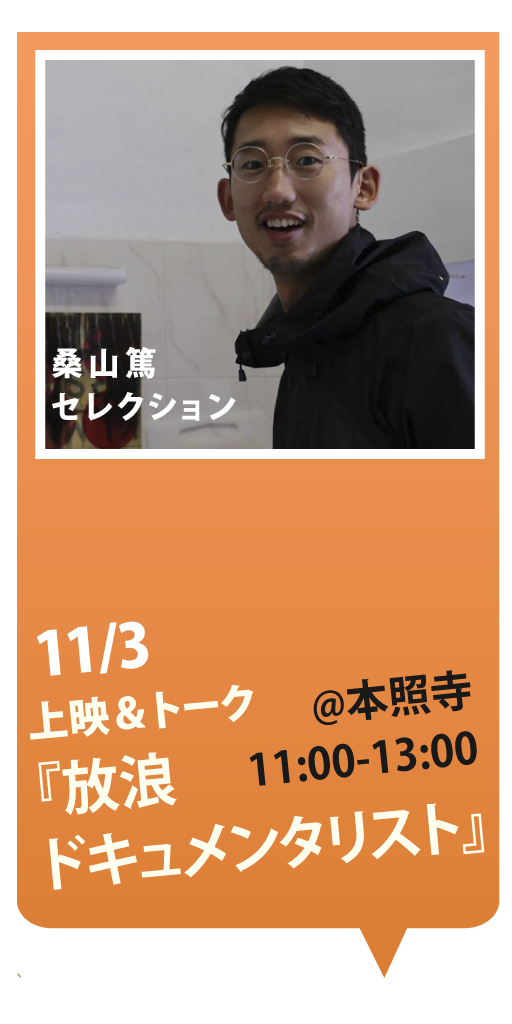 桑山篤
セレクション
11/3
上映&トーク
@本照寺
11:00-13:00
『放浪
ドキュメンタリスト』
、